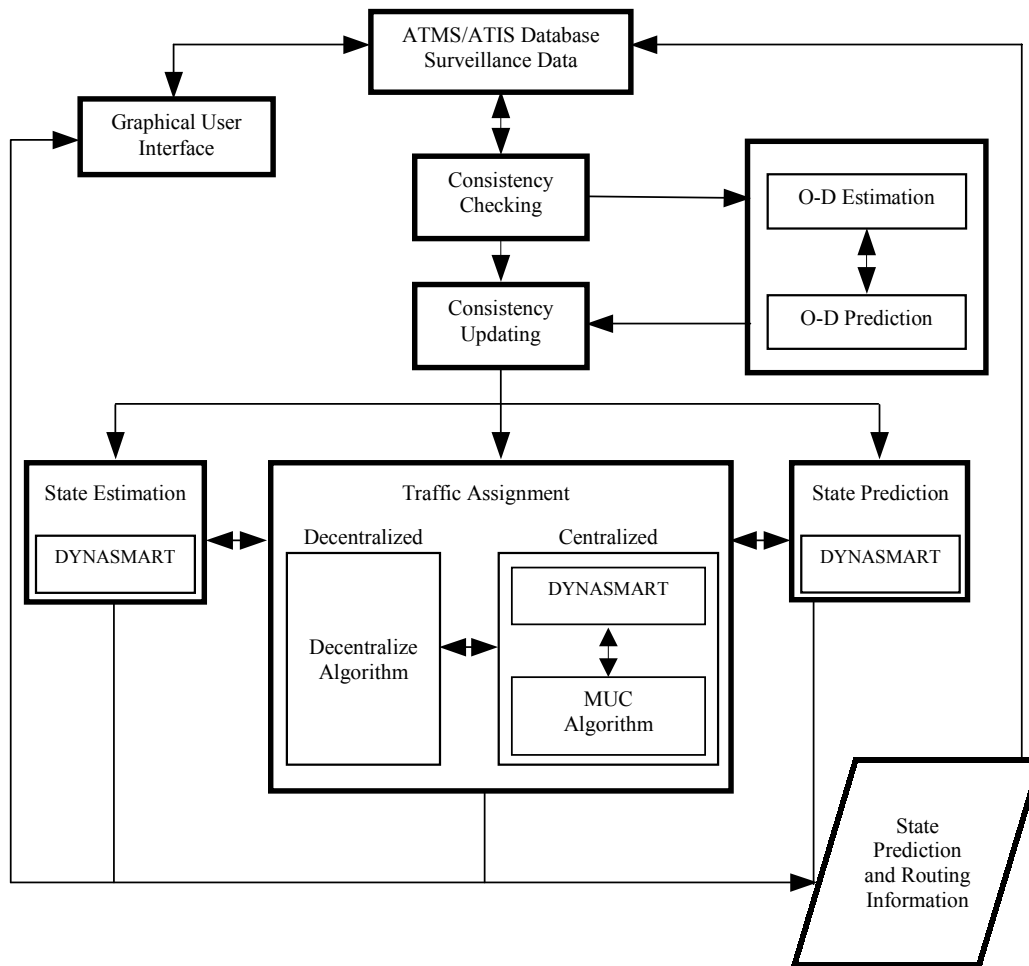 ATMS/ATIS Database
Surveillance Data
Graphical User
Interface
Consistency
Checking
O-D Estimation
Consistency
Updating
O-D Prediction
State Estimation
DYNASMART
Traffic Assignment
Decentralized
Decentralize
Algorithm
Centralized
DYNASMART
MUC
Algorithm
State Prediction
DYNASMART
State
Prediction
and Routing
Information